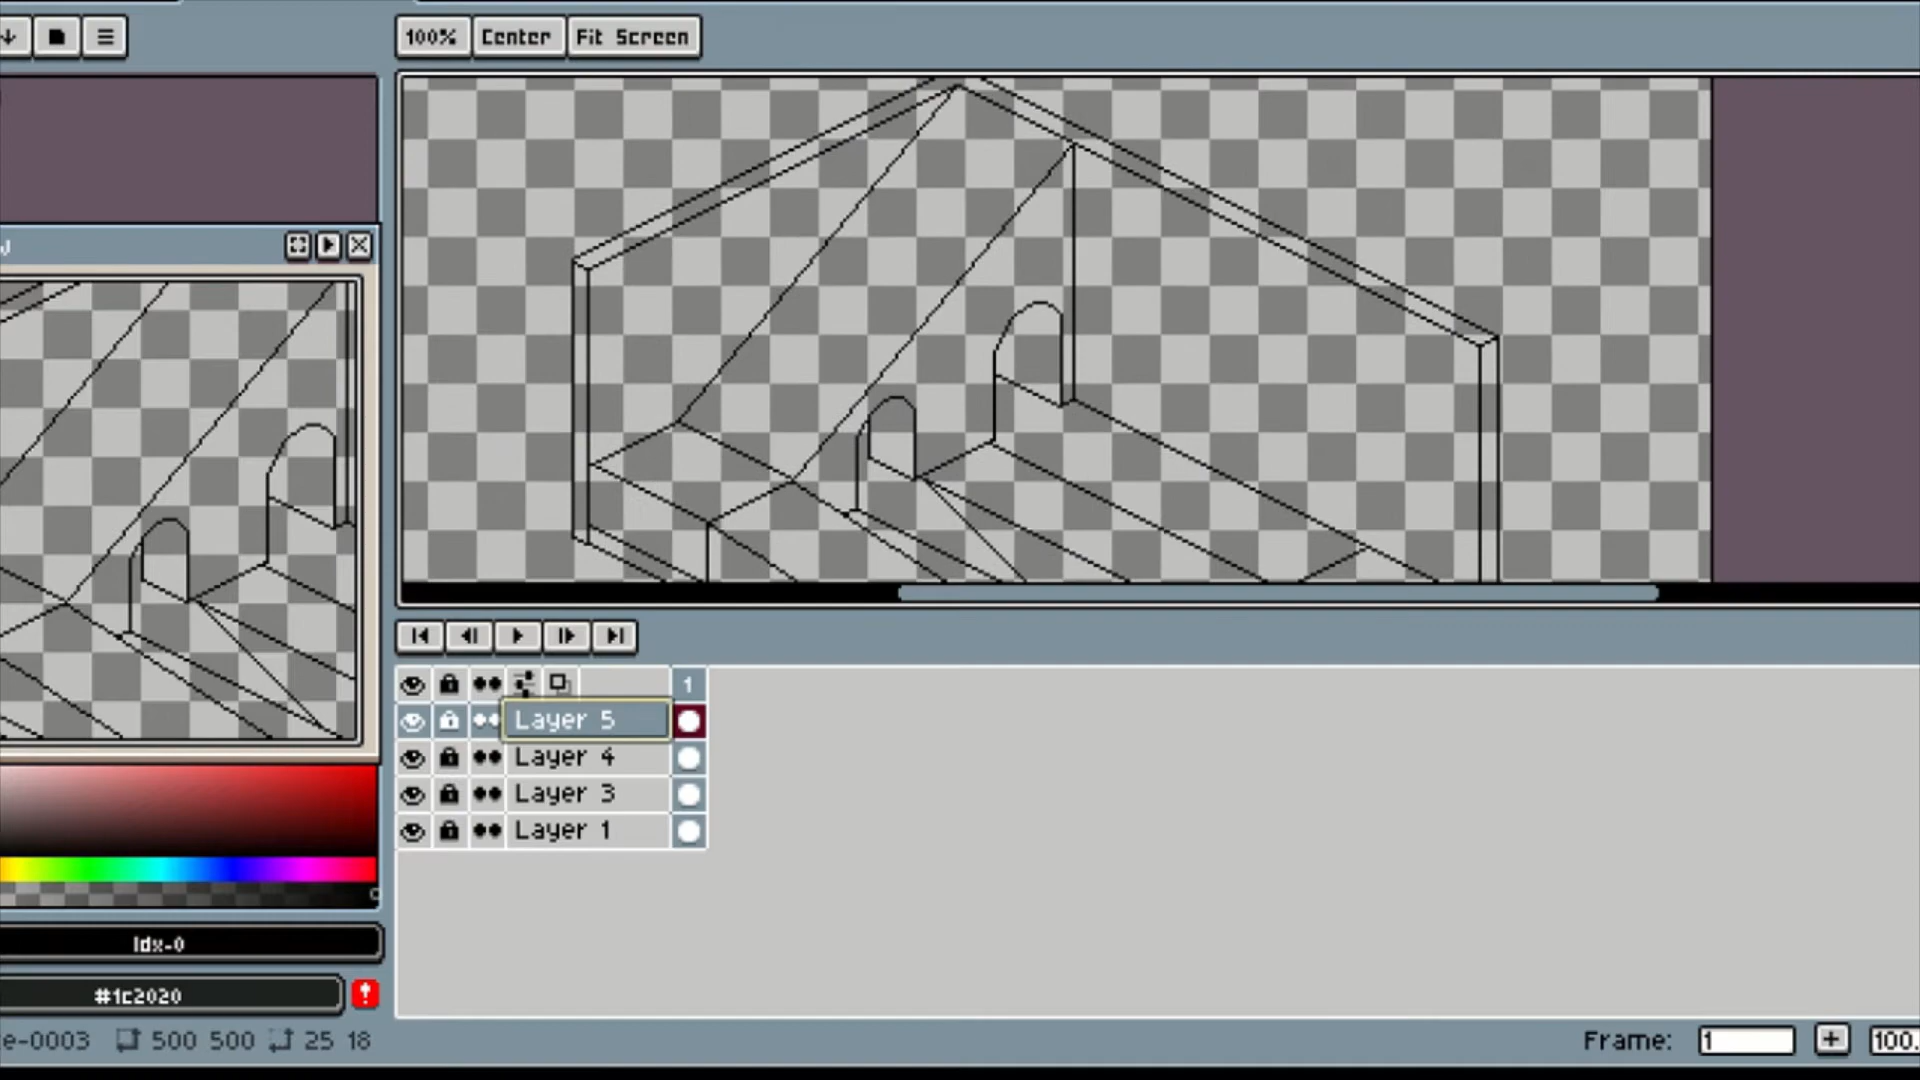 100% Center Fit Screen
1
Layer 5
Layer 4
Layer 3
Layer 1
Idx-0
#1c2020
e-0003 500 500 25 18
Frame: 1 + 100.